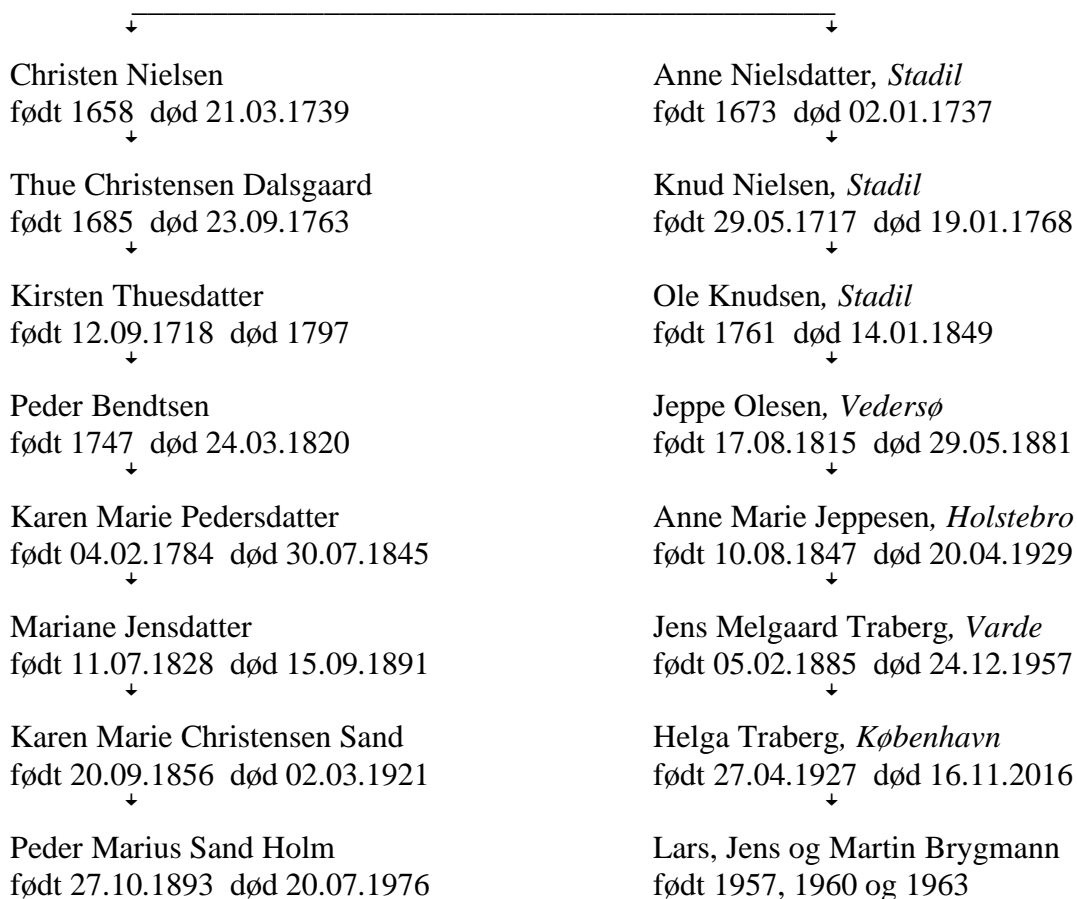 Christen Nielsen
født 1658 død 21.03.1739
Thue Christensen Dalsgaard
født 1685 død 23.09.1763
Kirsten Thuesdatter
født 12.09.1718 død 1797
Peder Bendtsen
født 1747 død 24.03.1820
Karen Marie Pedersdatter
født 04.02.1784 død 30.07.1845
Mariane Jensdatter
født 11.07.1828 død 15.09.1891
Karen Marie Christensen Sand
født 20.09.1856 død 02.03.1921
Peder Marius Sand Holm
født 27.10.1893 død 20.07.1976
Anne Nielsdatter, Stadil
født 1673 død 02.01.1737
Knud Nielsen, Stadil
født 29.05.1717 død 19.01.1768
Ole Knudsen, Stadil
født 1761 død 14.01.1849
Jeppe Olesen, Vedersø
født 17.08.1815 død 29.05.1881
Anne Marie Jeppesen, Holstebro
født 10.08.1847 død 20.04.1929
Jens Melgaard Traberg, Varde
født 05.02.1885 død 24.12.1957
Helga Traberg, København
født 27.04.1927 død 16.11.2016
Lars, Jens og Martin Brygmann
født 1957, 1960 og 1963